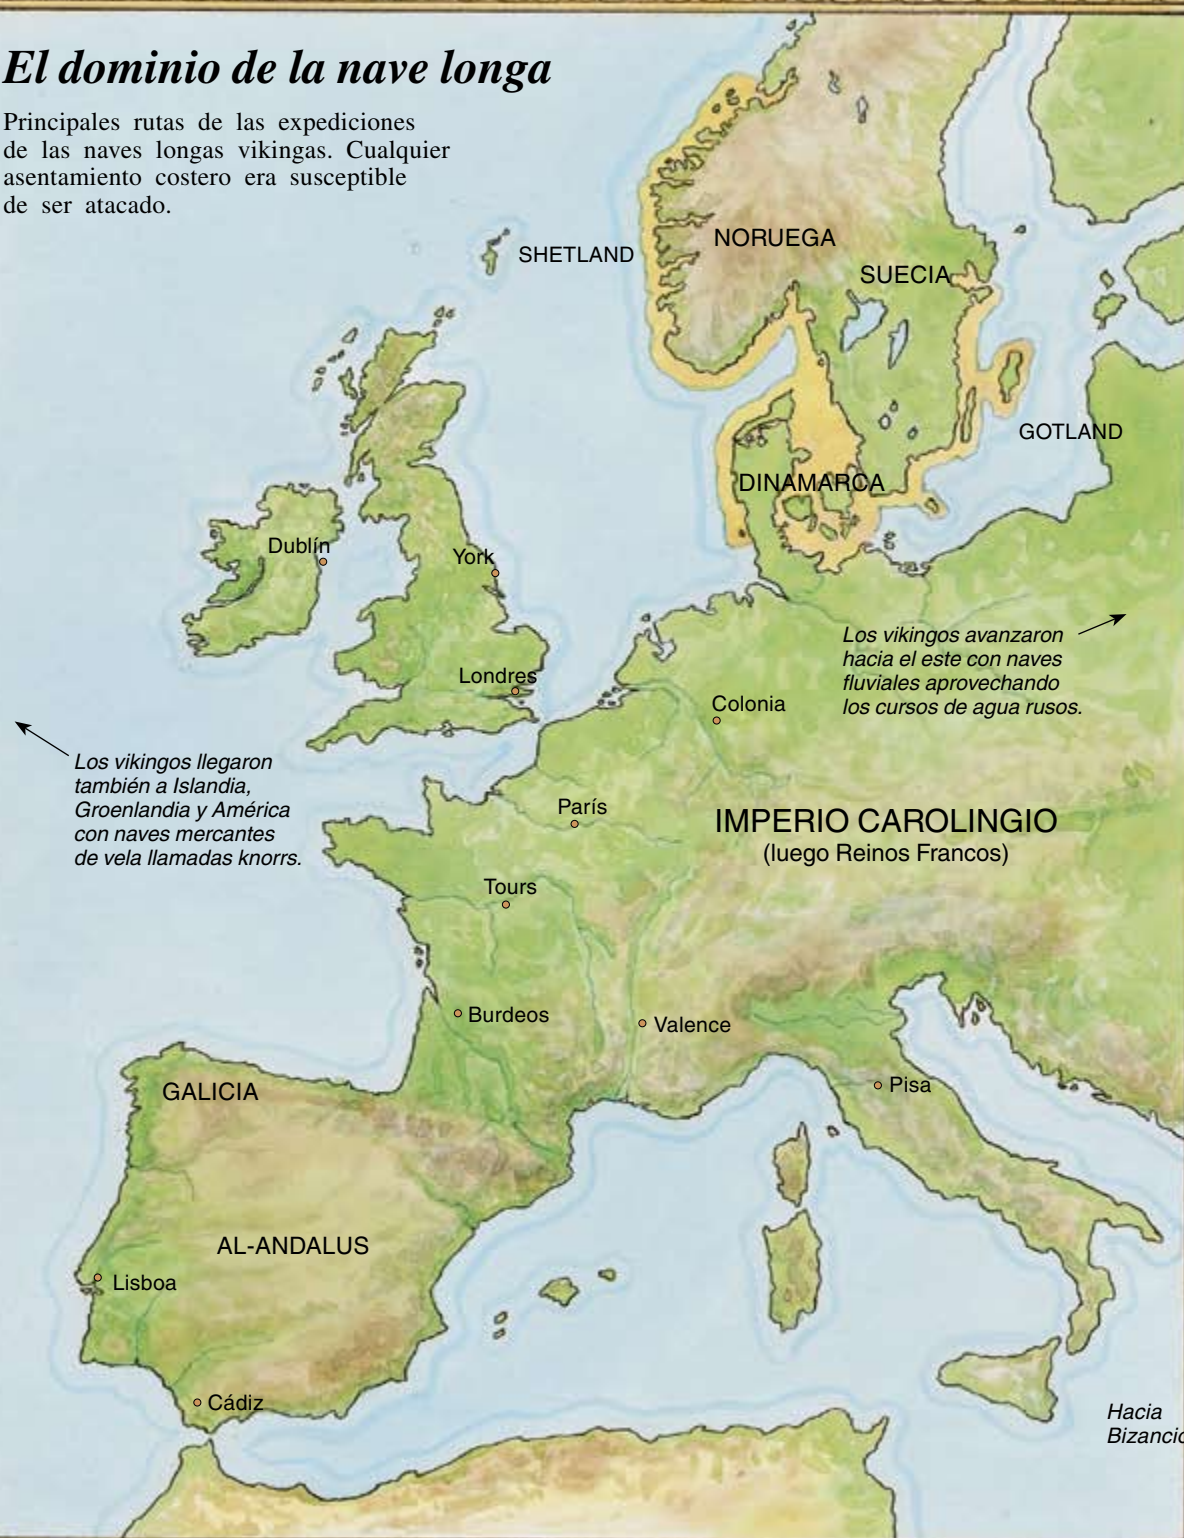 El dominio de la nave longa
Principales rutas de las expediciones
de las naves longas vikingas. Cualquier
asentamiento costero era susceptible
de ser atacado.
SHETLAND
NORUEGA
SUECIA
GOTLAND
DINAMARCA
Dublín
York
Londres
Los vikingos avanzaron
hacia el este con naves
fluviales aprovechando
los cursos de agua rusos.
Colonia
Los vikingos llegaron
también a Islandia,
Groenlandia y América
con naves mercantes
de vela llamadas knorrs.
París
IMPERIO CAROLINGIO
(luego Reinos Francos)
Tours
Burdeos
Valence
GALICIA
Pisa
AL-ANDALUS
Lisboa
Cádiz
Hacia
Bizancio